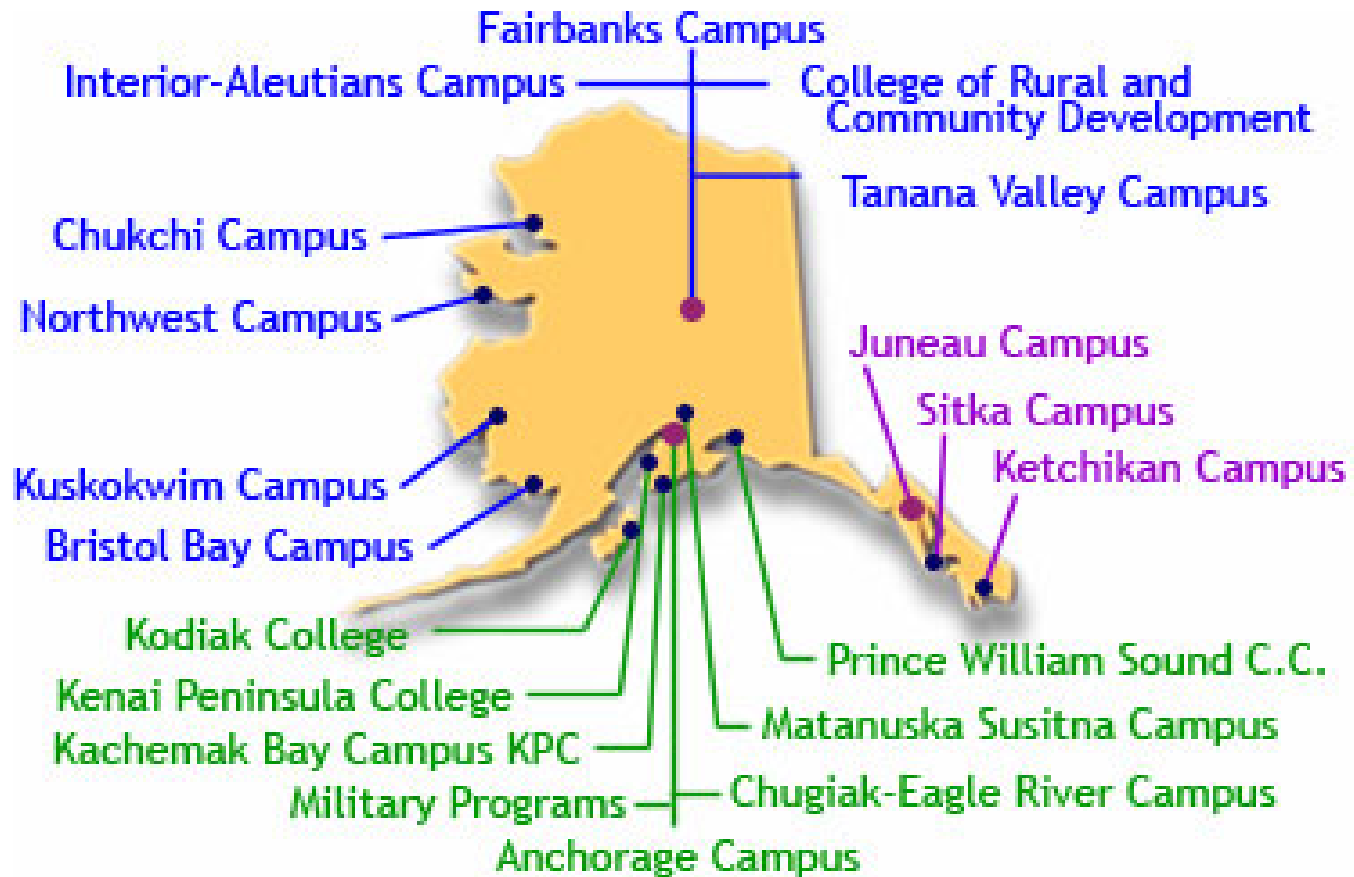 Fairbanks Campus
Interior-Aleutians Campus
College of Rural and
Community Development
Tanana Valley Campus
Chukchi Campus
Northwest Campus
Juneau Campus
Sitka Campus
Ketchikan Campus
Kuskokwim Campus
Bristol Bay Campus
Kodiak College
Prince William Sound C.C.
Kenai Peninsula College
Matanuska Susitna Campus
Kachemak Bay Campus KPC
Military Programs
Chugiak-Eagle River Campus
Anchorage Campus